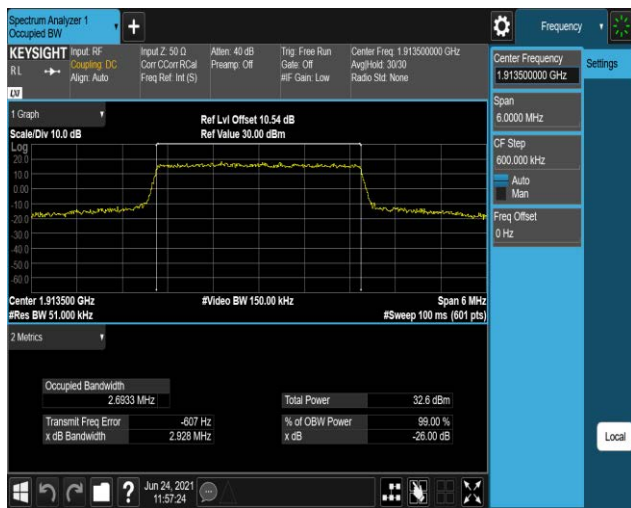 Spectrum Analyzer 1
Occupied BW
+
Frequency
KEYSIGHT
RL
LXI
Input: RF
Coupling: DC
Align: Auto
Input Z: 50 Ω
Corr CCorr RCal
Freq Ref: Int (S)
Atten: 40 dB
Preamp: Off
Trig: Free Run
Gate: Off
#IF Gain: Low
Center Freq: 1.913500000 GHz
Avg|Hold: 30/30
Radio Std: None
Center Frequency
1.913500000 GHz
Settings
Span
6.0000 MHz
CF Step
600.000 kHz
Auto
Man
Freq Offset
0 Hz
Local
1 Graph
Scale/Div 10.0 dB
Ref Lvl Offset 10.54 dB
Ref Value 30.00 dBm
Log
20.0
10.0
0.00
-10.0
-20.0
-30.0
-40.0
-50.0
-60.0
Center 1.913500 GHz
#Video BW 150.00 kHz
Span 6 MHz
#Res BW 51.000 kHz
#Sweep 100 ms (601 pts)
2 Metrics
Occupied Bandwidth
2.6933 MHz
Total Power 32.6 dBm
Transmit Freq Error -607 Hz
% of OBW Power 99.00 %
x dB Bandwidth 2.928 MHz
x dB -26.00 dB
?
Jun 24, 2021
11:57:24